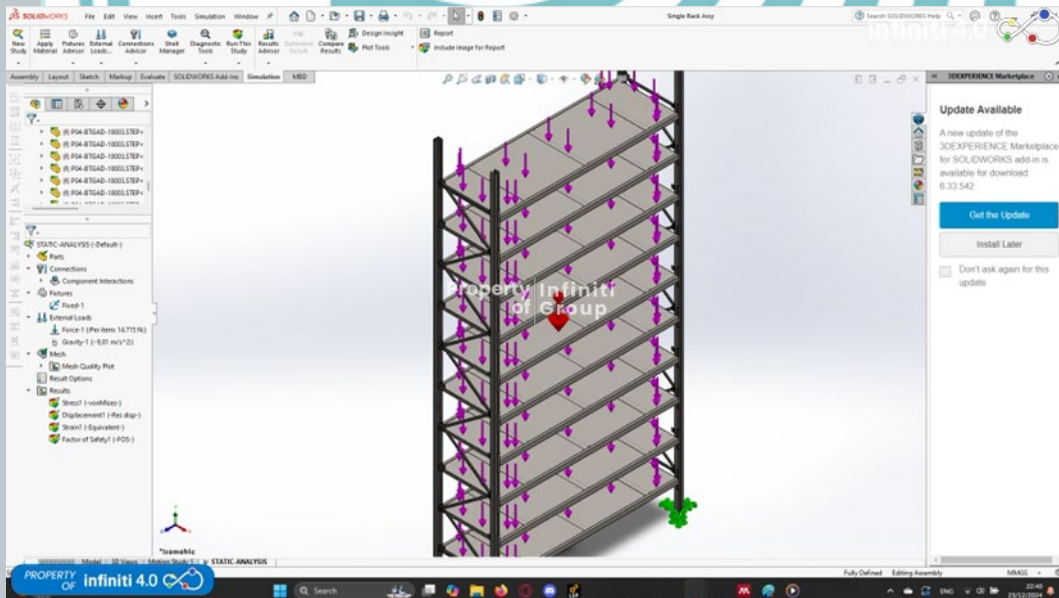 SOLIDWORKS File Edit View Insert Tools Simulation Window
Single Rack Assy
Search SOLIDWORKS Help
infiniti 4.0
New Study
Apply Material
Fixtures Advisor
External Loads...
Connections Advisor
Shell Manager
Diagnostic Tools
Run This Study
Results Advisor
Deformed Result
Compare Results
Design Insight
Plot Tools
Report
Include Image for Report
Assembly Layout Sketch Markup Evaluate SOLIDWORKS Add-Ins Simulation MBD
3DEXPERIENCE Marketplace
(f) P04-BTGAD-18003.STEP<
(f) P04-BTGAD-18003.STEP<
(f) P04-BTGAD-18003.STEP<
(f) P04-BTGAD-18003.STEP<
(f) P04-BTGAD-18003.STEP<
(f) P04-BTGAD-18003.STEP<
STATIC-ANALYSIS (-Default-)
Parts
Connections
Component Interactions
Fixtures
Fixed-1
External Loads
Force-1 (:Per item: 14,715 N:)
Gravity-1 (:-9,81 m/s^2:)
Mesh
Mesh Quality Plot
Result Options
Results
Stress1 (-vonMises-)
Displacement1 (-Res disp-)
Strain1 (-Equivalent-)
Factor of Safety1 (-FOS-)
Property of Infiniti Group
Update Available
A new update of the
3DEXPERIENCE Marketplace
for SOLIDWORKS add-in is
available for download.
6.33.542
Get the Update
Install Later
Don't ask again for this
update
*Isometric
Model 3D Views Motion Study 1 STATIC-ANALYSIS
Fully Defined Editing Assembly MMGS
PROPERTY OF infiniti 4.0
Search
ENG
22:40
25/12/2024